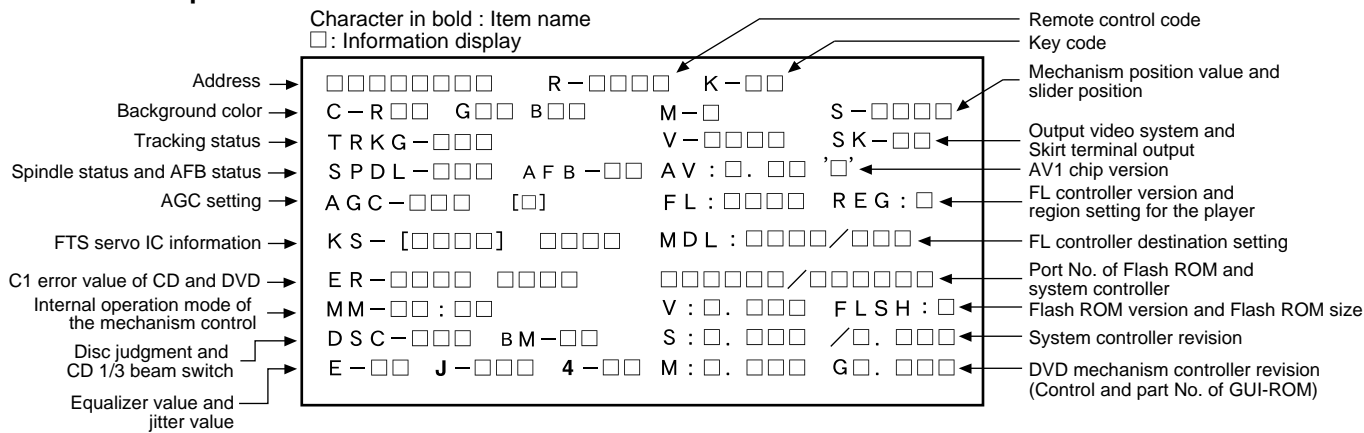 Character in bold : Item name
□ : Information display
Remote control code
Key code
Mechanism position value and
slider position
Output video system and
Skirt terminal output
AV1 chip version
FL controller version and
region setting for the player
FL controller destination setting
Port No. of Flash ROM and
system controller
Flash ROM version and Flash ROM size
System controller revision
DVD mechanism controller revision
(Control and part No. of GUI-ROM)
Address
Background color
Tracking status
Spindle status and AFB status
AGC setting
FTS servo IC information
C1 error value of CD and DVD
Internal operation mode of
the mechanism control
Disc judgment and
CD 1/3 beam switch
Equalizer value and
jitter value
□□□□□□□□ R－□□□□ K－□□
C－R□□ G□□ B□□ M－□ S－□□□□
TRKG－□□□ V－□□□□ SK－□□
SPDL－□□□ AFB－□□ AV:□.□□ '□'
AGC－□□□ [□] FL:□□□□ REG:□
KS－[□□□□] □□□□ MDL:□□□□/□□□
ER－□□□□ □□□□ □□□□□□/□□□□□□
MM－□□:□□ V:□.□□□ FLSH:□
DSC－□□□ BM－□□ S:□.□□□ /□.□□□
E－□□ J－□□□ 4－□□ M:□.□□□ G□.□□□